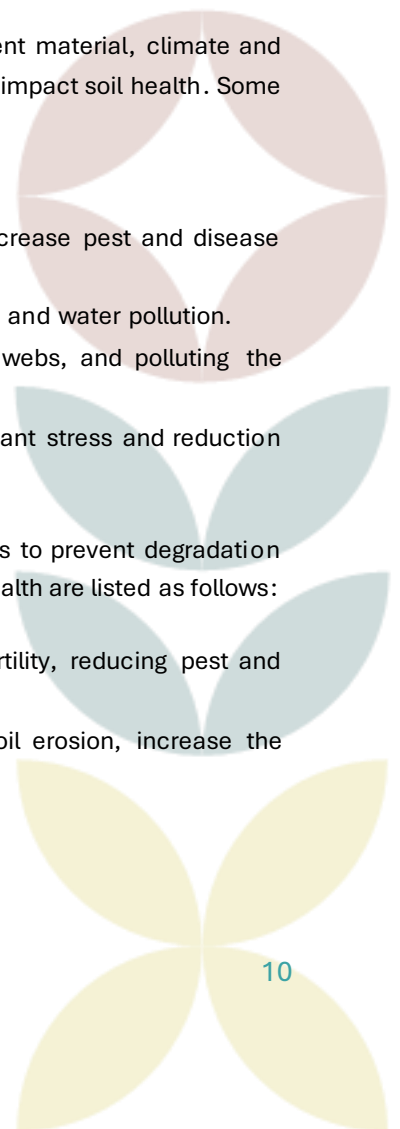 ent material, climate and
impact soil health. Some
crease pest and disease
and water pollution.
webs, and polluting the
ant stress and reduction
s to prevent degradation
alth are listed as follows:
rtility, reducing pest and
oil erosion, increase the
10